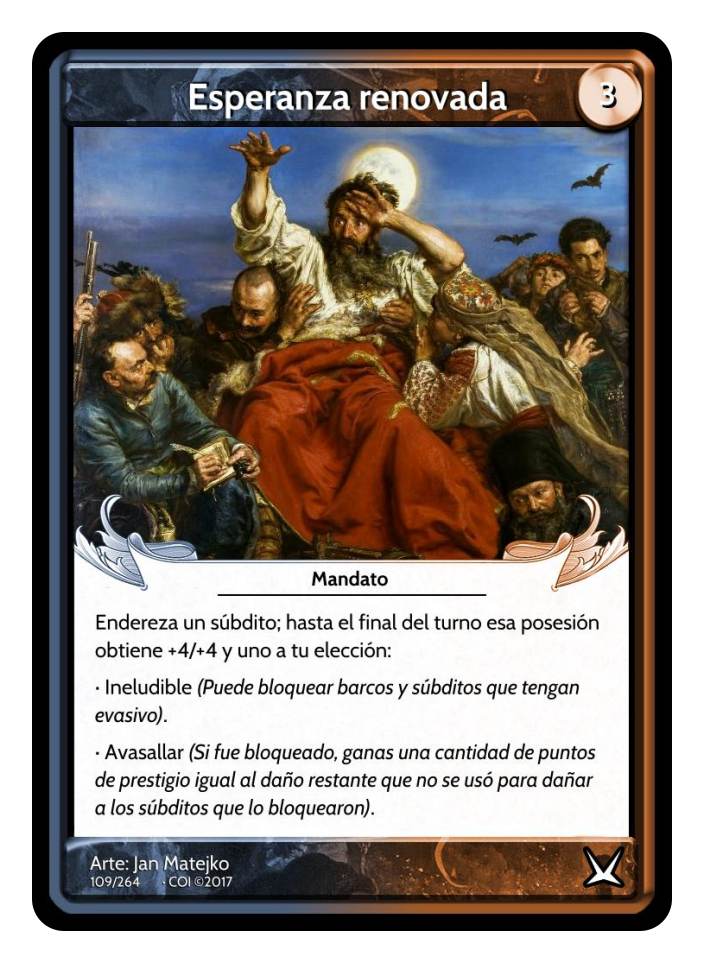 Esperanza renovada
3
Mandato
Endereza un súbdito; hasta el final del turno esa posesión
obtiene +4/+4 y uno a tu elección:
· Ineludible (Puede bloquear barcos y súbditos que tengan
evasivo).
· Avasallar (Si fue bloqueado, ganas una cantidad de puntos
de prestigio igual al daño restante que no se usó para dañar
a los súbditos que lo bloquearon).
Arte: Jan Matejko
109/264 · COI ©2017